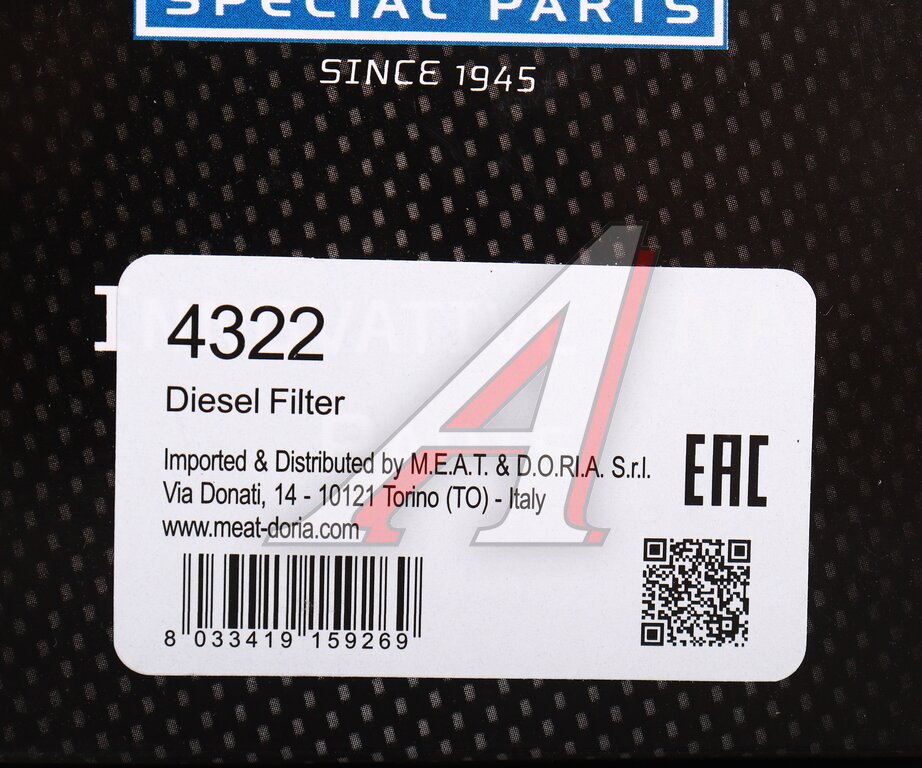 SPECIAL PARTS
SINCE 1945
4322
Diesel Filter
Imported & Distributed by M.E.A.T. & D.O.RI.A. S.r.l.
Via Donati, 14 - 10121 Torino (TO) - Italy
www.meat-doria.com
EAC
8 033419 159269